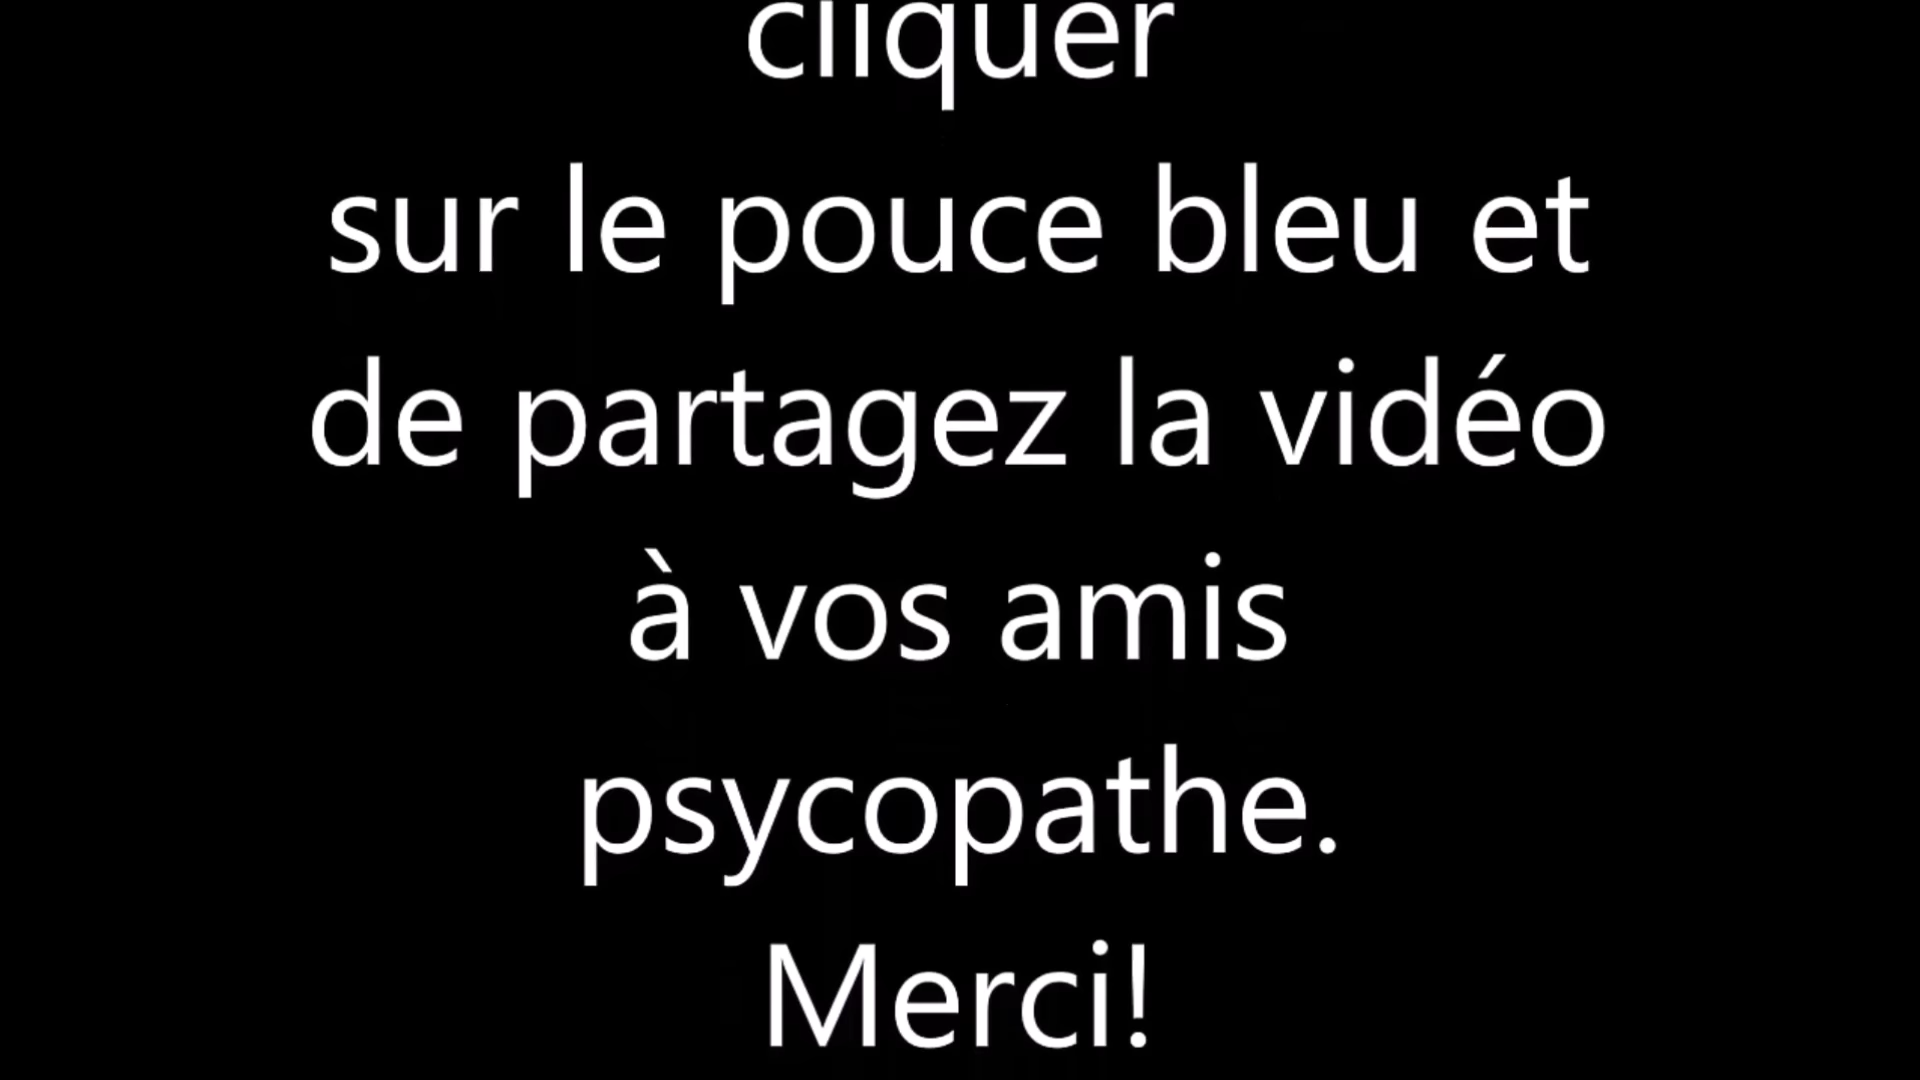 cliquer
sur le pouce bleu et
de partagez la vidéo
à vos amis
psycopathe.
Merci!